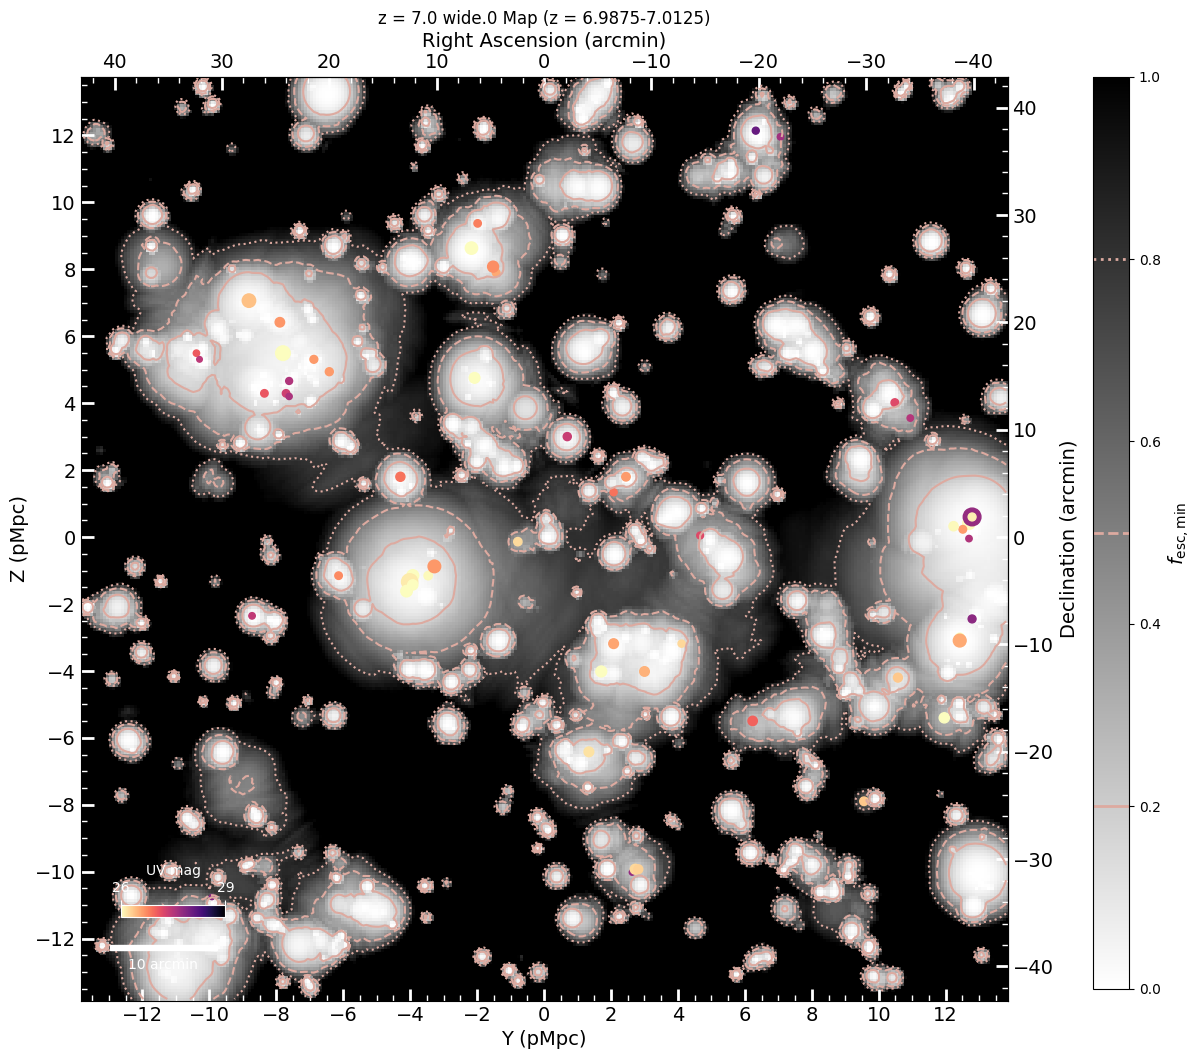 z = 7.0 wide.0 Map (z = 6.9875-7.0125)
Right Ascension (arcmin)
40 30 20 10 0 −10 −20 −30 −40
12
10
8
6
4
2
0
−2
−4
−6
−8
−10
−12
Z (pMpc)
40
30
20
10
0
−10
−20
−30
−40
Declination (arcmin)
UV mag
26 29
10 arcmin
−12 −10 −8 −6 −4 −2 0 2 4 6 8 10 12
Y (pMpc)
1.0
0.8
0.6
0.4
0.2
0.0
fesc, min